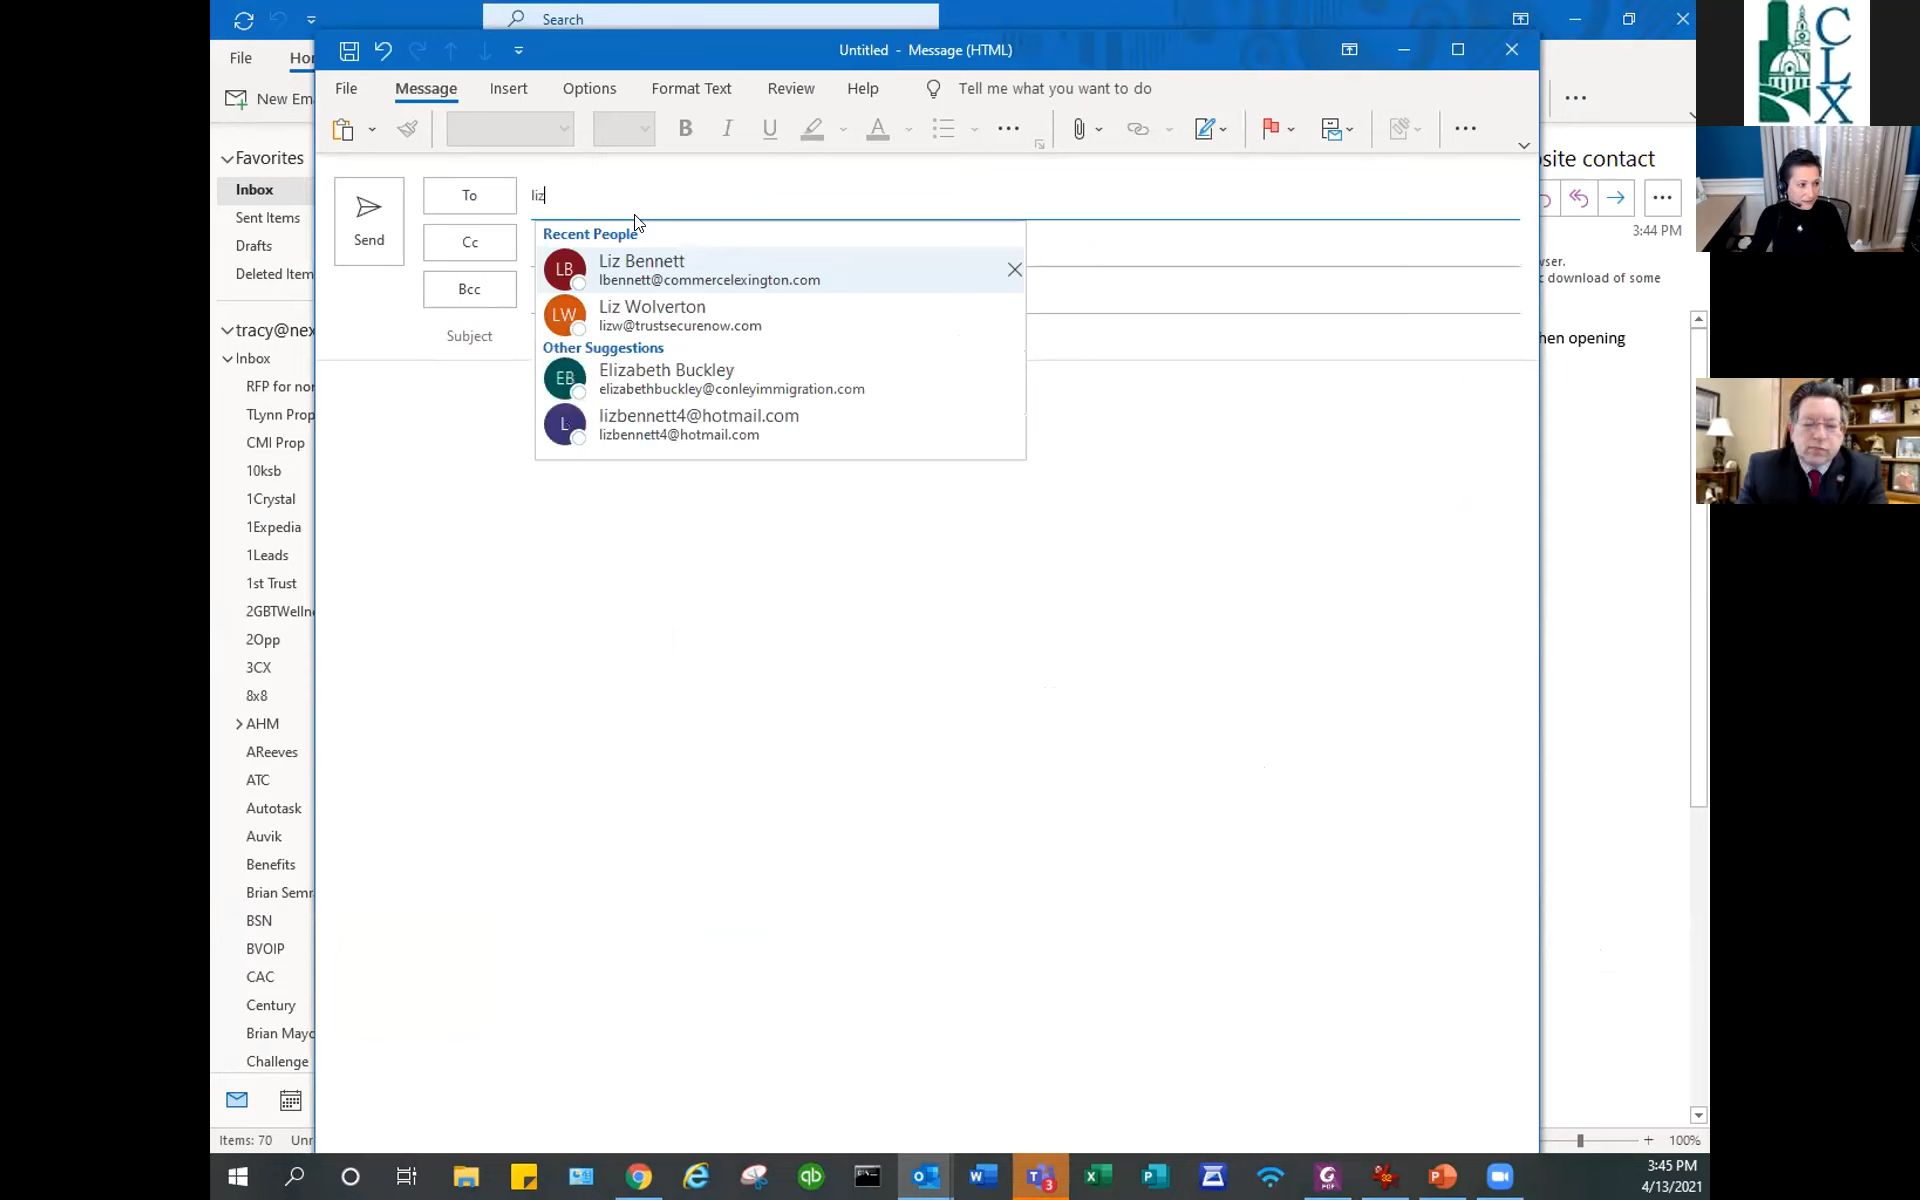 Search
Untitled - Message (HTML)
File
File Message Insert Options Format Text Review Help Tell me what you want to do
New
B I U A
Favorites
Inbox
Sent Items
Drafts
Deleted Item
tracy@nex
Inbox
RFP for nor
TLynn Prop
CMI Prop
10ksb
1Crystal
1Expedia
1Leads
1st Trust
2GBTWelln
2Opp
3CX
8x8
AHM
AReeves
ATC
Autotask
Auvik
Benefits
Brian Semr
BSN
BVOIP
CAC
Century
Brian Mayo
Challenge
Items: 70
Send
To
liz
Cc
Bcc
Subject
Recent People
LB
Liz Bennett
lbennett@commercelexington.com
LW
Liz Wolverton
lizw@trustsecurenow.com
Other Suggestions
EB
Elizabeth Buckley
elizabethbuckley@conleyimmigration.com
L
lizbennett4@hotmail.com
lizbennett4@hotmail.com
site contact
3:44 PM
wser.
download of some
hen opening
100%
3:45 PM
4/13/2021
CLX